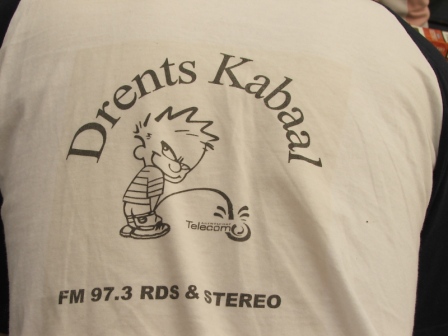 Drents Kabaal
Telecom
FM 97.3 RDS & STEREO